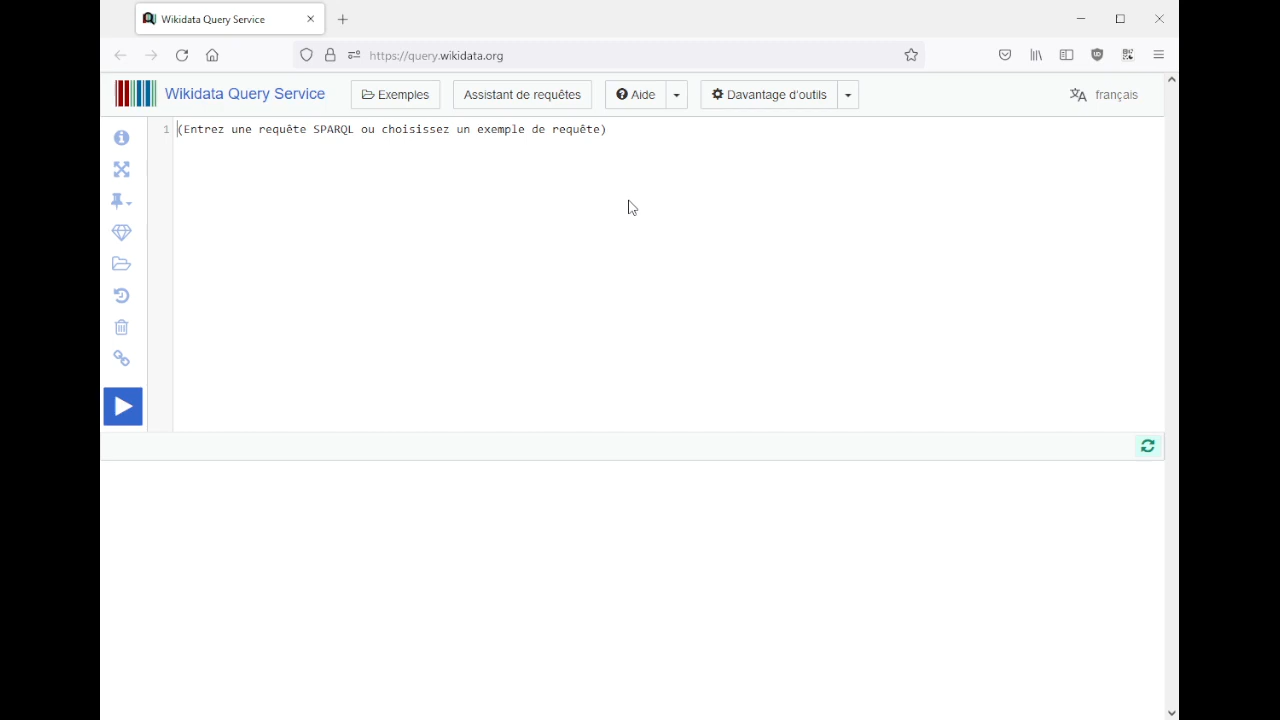 Wikidata Query Service
https://query.wikidata.org
Wikidata Query Service
Exemples
Assistant de requêtes
Aide
Davantage d'outils
français
1
(Entrez une requête SPARQL ou choisissez un exemple de requête)